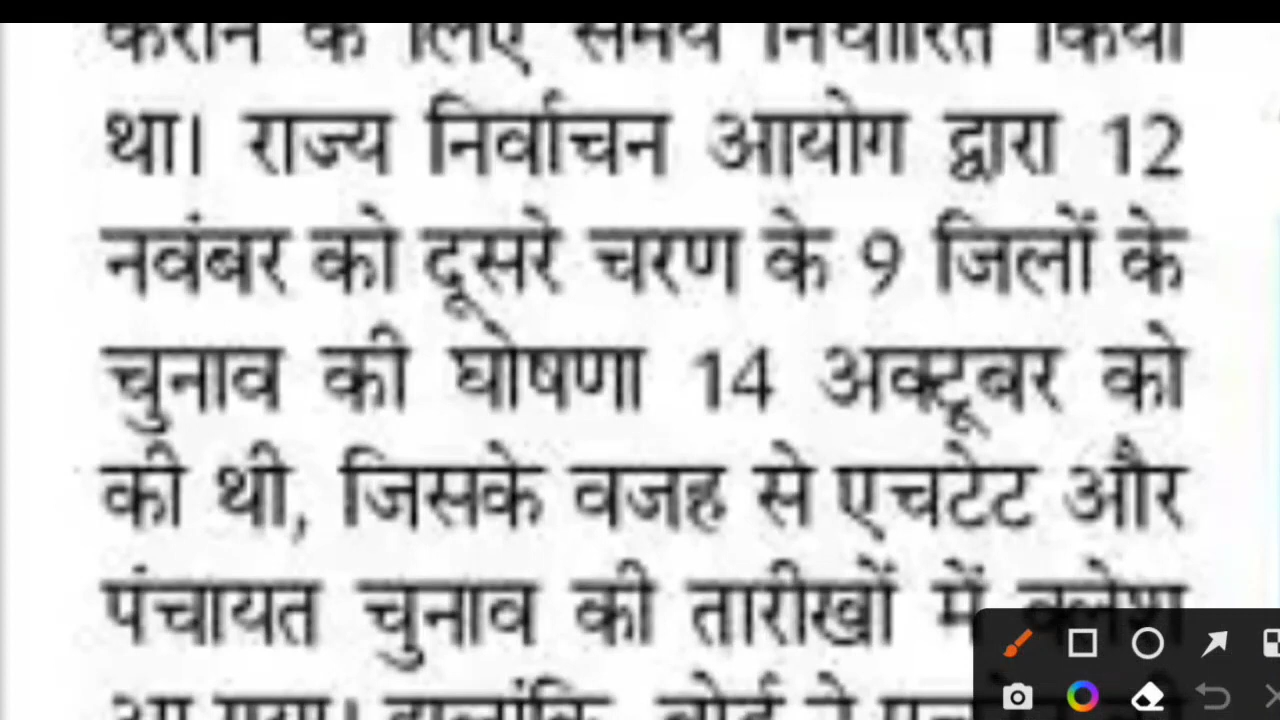 कराने के लिए समय निर्धारित किया
था। राज्य निर्वाचन आयोग द्वारा 12
नवंबर को दूसरे चरण के 9 जिलों के
चुनाव की घोषणा 14 अक्टूबर को
की थी, जिसके वजह से एचटेट और
पंचायत चुनाव की तारीखों में क्लेश
आ गया। हालांकि, बोर्ड ने